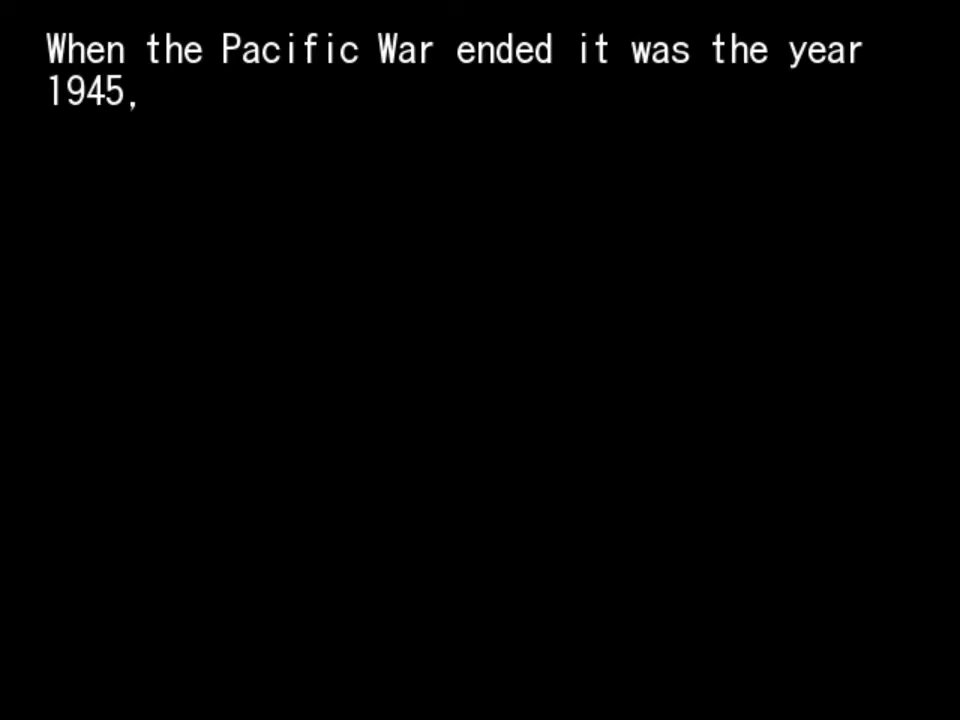 When the Pacific War ended it was the year
1945,